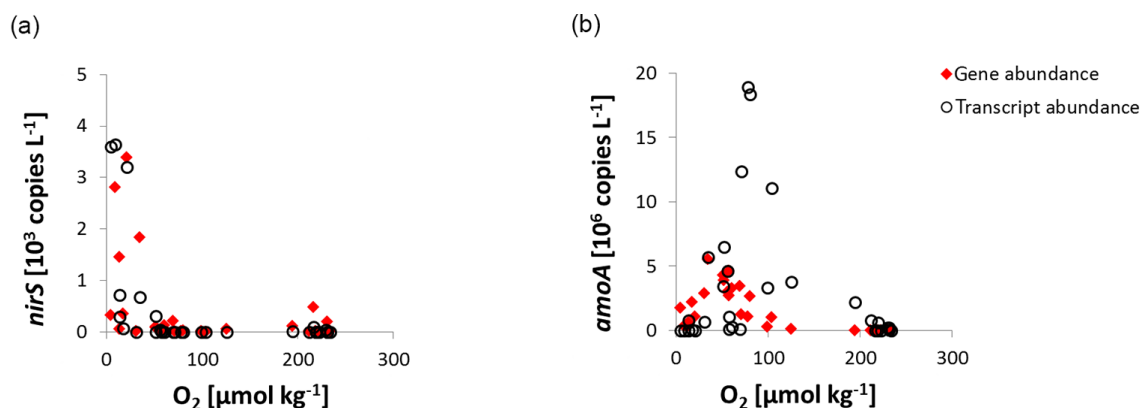 (a)
nirS [10³ copies L⁻¹]
5
4
3
2
1
0
0 100 200 300
O₂ [µmol kg⁻¹]
(b)
amoA [10⁶ copies L⁻¹]
20
15
10
5
0
0 100 200 300
O₂ [µmol kg⁻¹]
Gene abundance
Transcript abundance